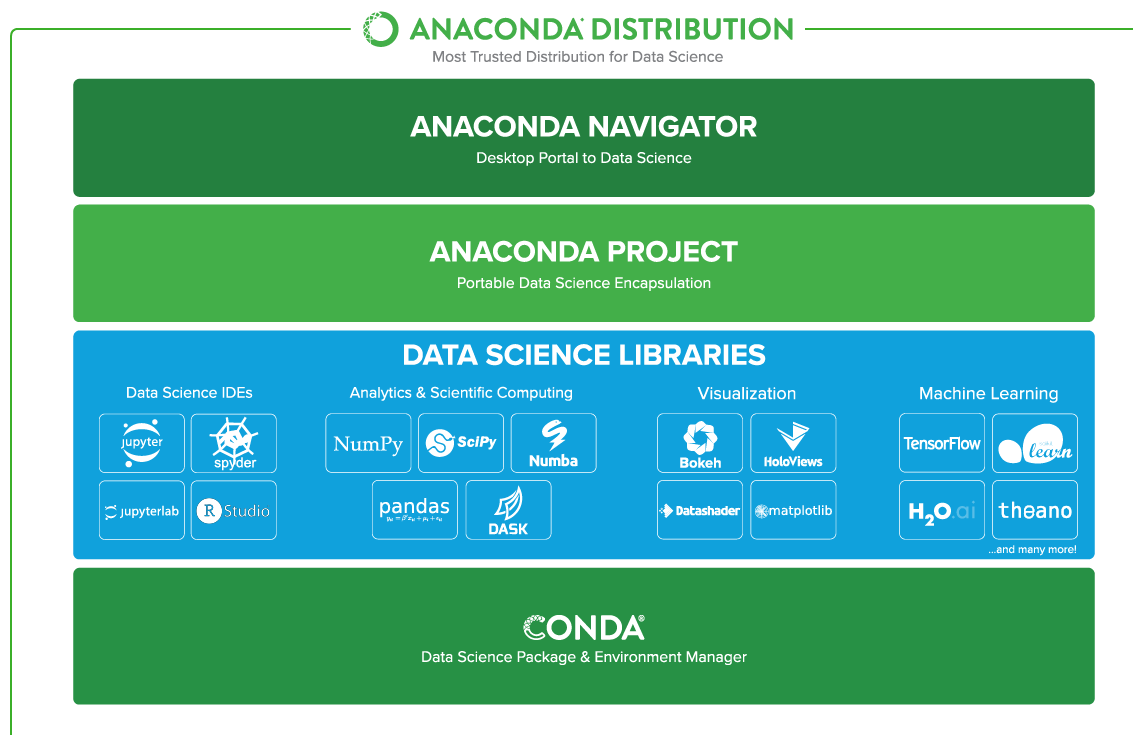 ANACONDA® DISTRIBUTION
Most Trusted Distribution for Data Science
ANACONDA NAVIGATOR
Desktop Portal to Data Science
ANACONDA PROJECT
Portable Data Science Encapsulation
DATA SCIENCE LIBRARIES
Data Science IDEs
jupyter
spyder
jupyterlab
R Studio
Analytics & Scientific Computing
NumPy
SciPy
Numba
pandas
DASK
Visualization
Bokeh
HoloViews
Datashader
matplotlib
Machine Learning
TensorFlow
learn
H2O.ai
theano
...and many more!
CONDA®
Data Science Package & Environment Manager